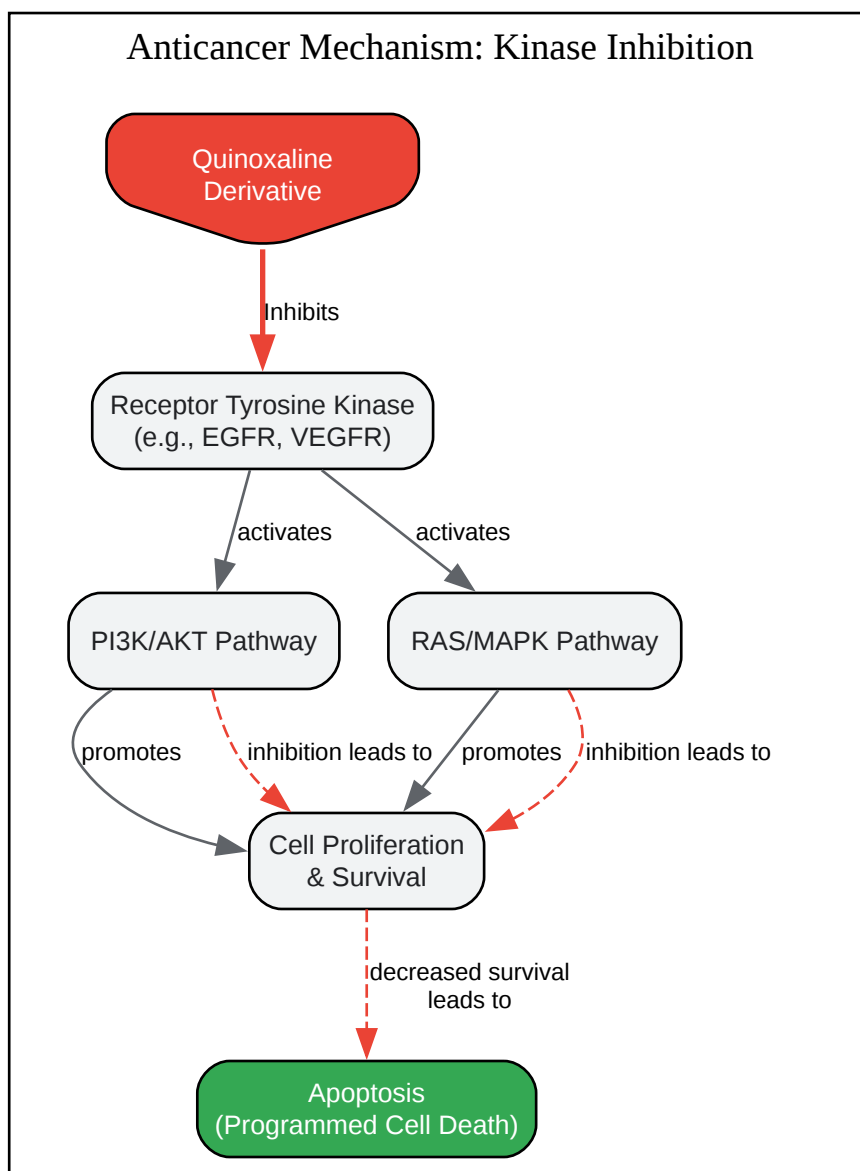 Anticancer Mechanism: Kinase Inhibition
Quinoxaline
Derivative
Inhibits
Receptor Tyrosine Kinase
(e.g., EGFR, VEGFR)
activates
activates
PI3K/AKT Pathway
RAS/MAPK Pathway
promotes
inhibition leads to
promotes
inhibition leads to
Cell Proliferation
& Survival
decreased survival
leads to
Apoptosis
(Programmed Cell Death)